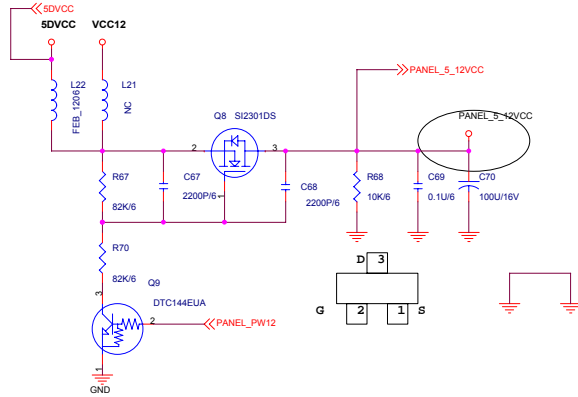 5DVCC
5DVCC VCC12
L22
FEB_1206
L21
NC
Q8 SI2301DS
PANEL_5_12VCC
PANEL_5_12VCC
2
3
1
R67
82K/6
C67
2200P/6
C68
2200P/6
R68
10K/6
C69
0.1U/6
C70
100U/16V
R70
82K/6
Q9
DTC144EUA
3
2
PANEL_PW12
1
GND
D 3
G 2 1 S